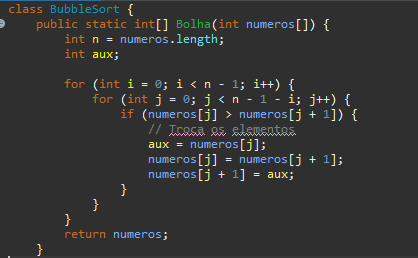 class BubbleSort {
public static int[] Bolha(int numeros[]) {
int n = numeros.length;
int aux;
for (int i = 0; i < n - 1; i++) {
for (int j = 0; j < n - 1 - i; j++) {
if (numeros[j] > numeros[j + 1]) {
// Troca os elementos
aux = numeros[j];
numeros[j] = numeros[j + 1];
numeros[j + 1] = aux;
}
}
}
return numeros;
}